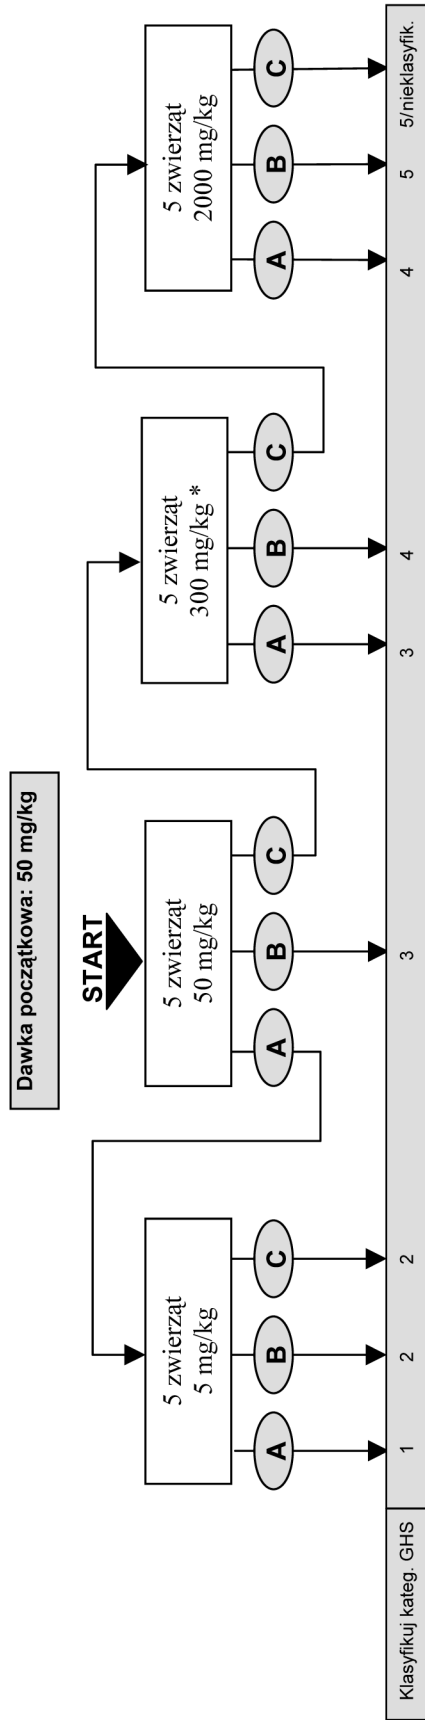 Dawka początkowa: 50 mg/kg
START
5 zwierząt
5 mg/kg
5 zwierząt
50 mg/kg
5 zwierząt
300 mg/kg *
5 zwierząt
2000 mg/kg
A B C A B C A B C A B C
Klasyfikuj kateg. GHS 1 2 2 3 3 4 4 5 5/nieklasyfik.